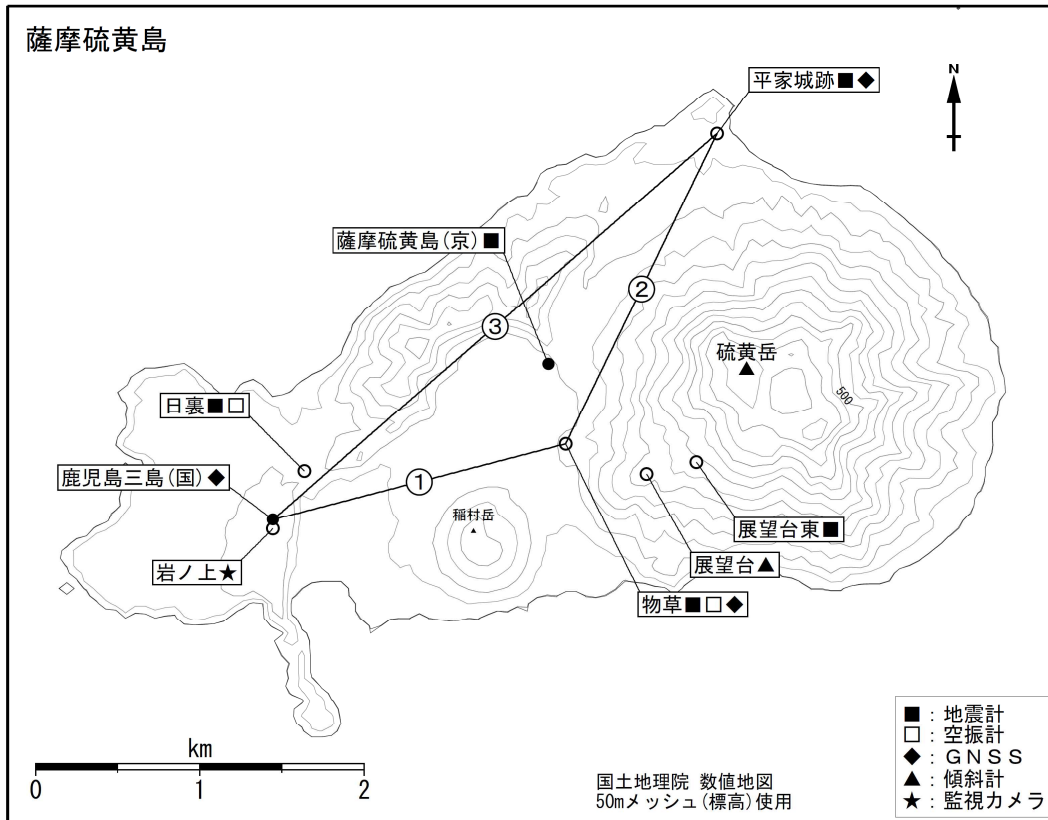 薩摩硫黄島
平家城跡■◆
N
薩摩硫黄島(京)■
②
③
硫黄岳
500
日裏■□
鹿児島三島(国)◆
①
稲村岳
岩ノ上★
展望台東■
展望台▲
物草■□◆
km
0 1 2
国土地理院 数値地図
50mメッシュ(標高)使用
■：地震計
□：空振計
◆：GNSS
▲：傾斜計
★：監視カメラ